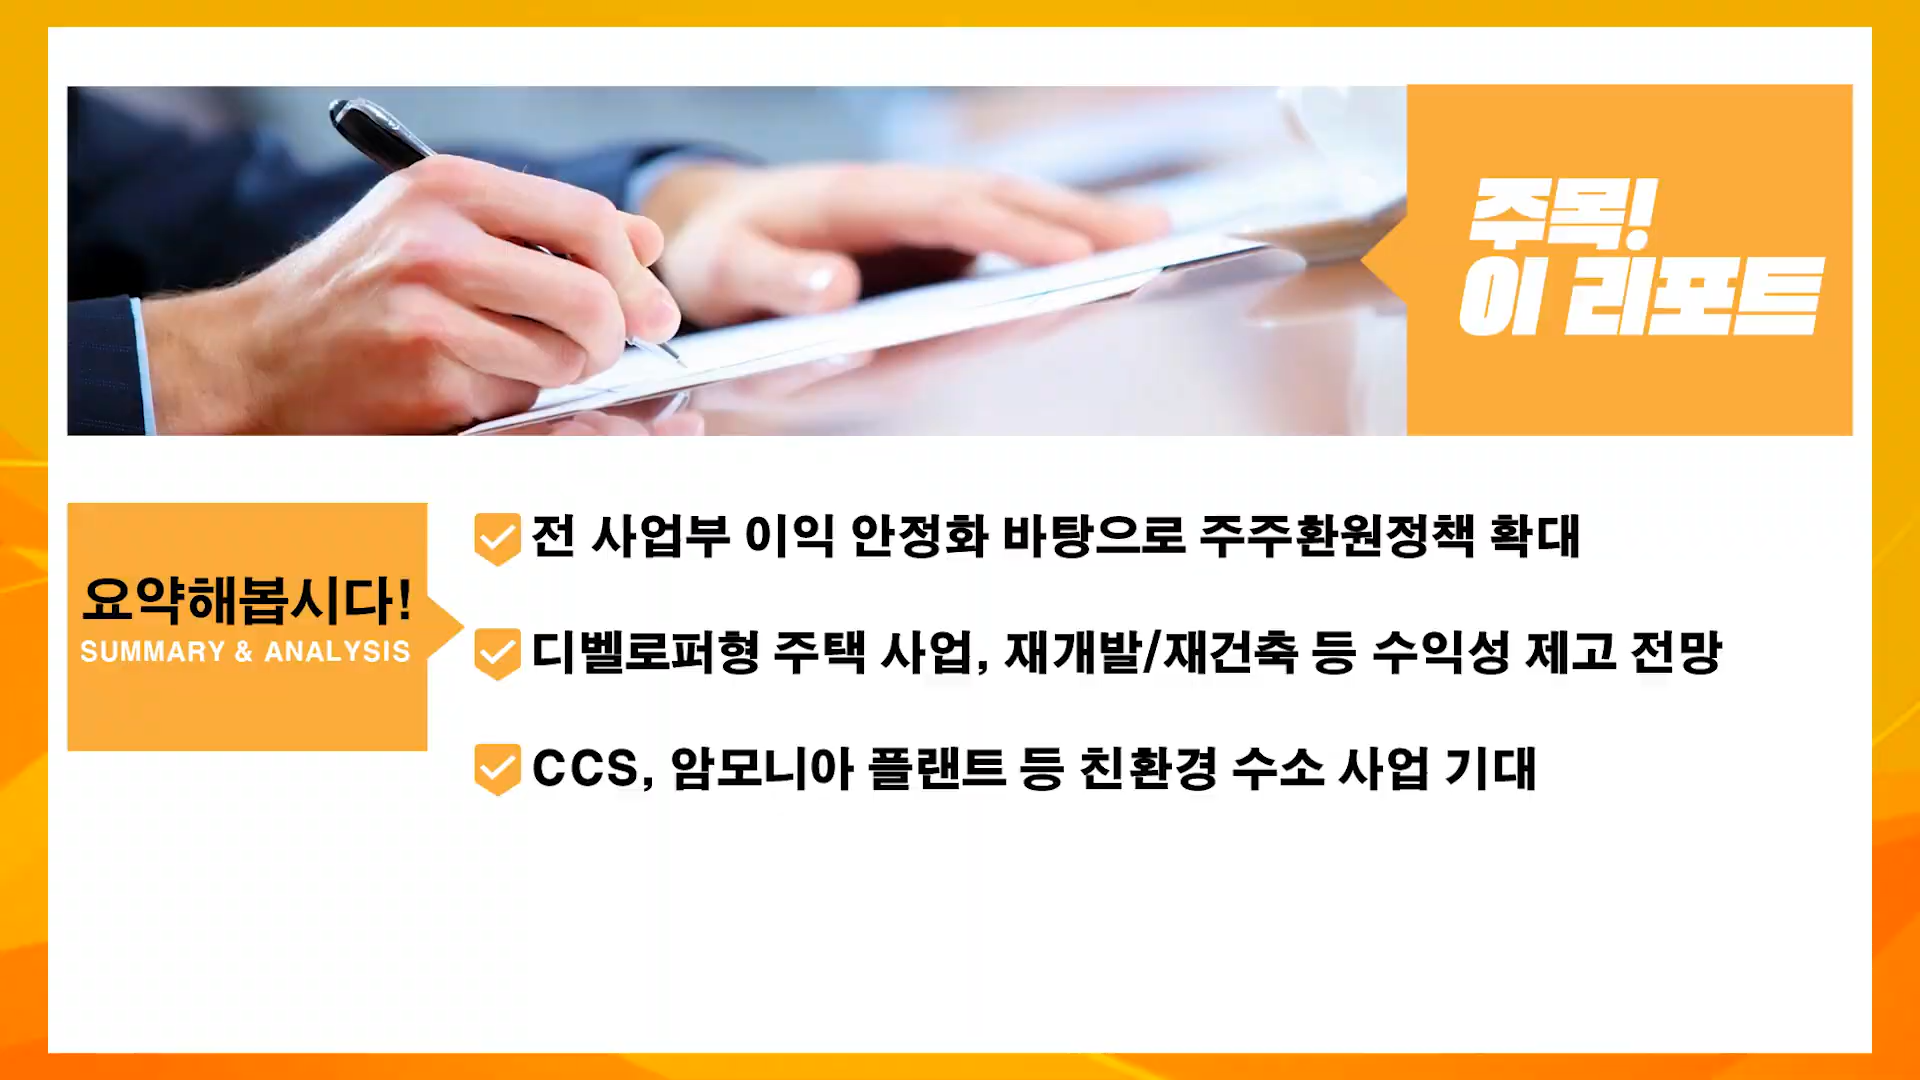 주목!
이 리포트
요약해봅시다!
SUMMARY & ANALYSIS
전 사업부 이익 안정화 바탕으로 주주환원정책 확대
디벨로퍼형 주택 사업, 재개발/재건축 등 수익성 제고 전망
CCS, 암모니아 플랜트 등 친환경 수소 사업 기대